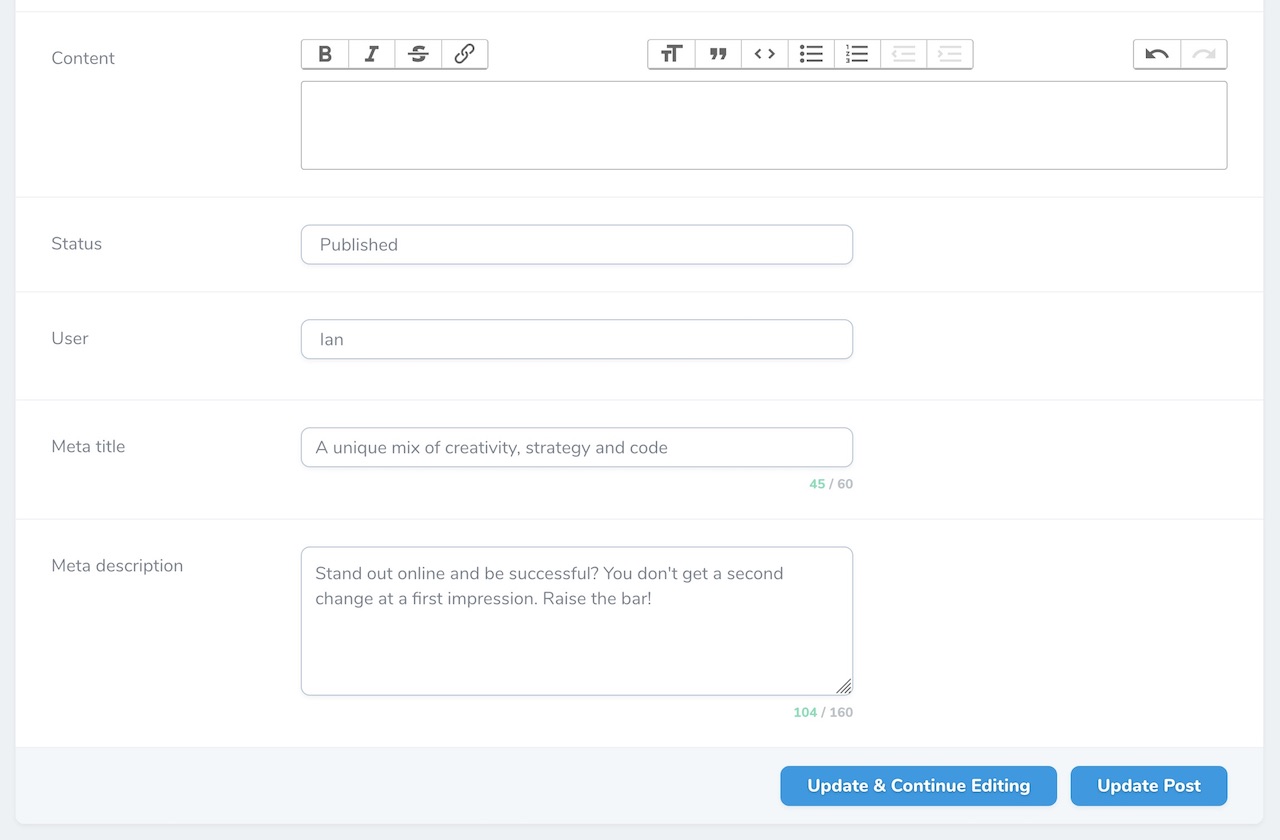 Content
Status
Published
User
Ian
Meta title
A unique mix of creativity, strategy and code
45 / 60
Meta description
Stand out online and be successful? You don't get a second
change at a first impression. Raise the bar!
104 / 160
Update & Continue Editing
Update Post